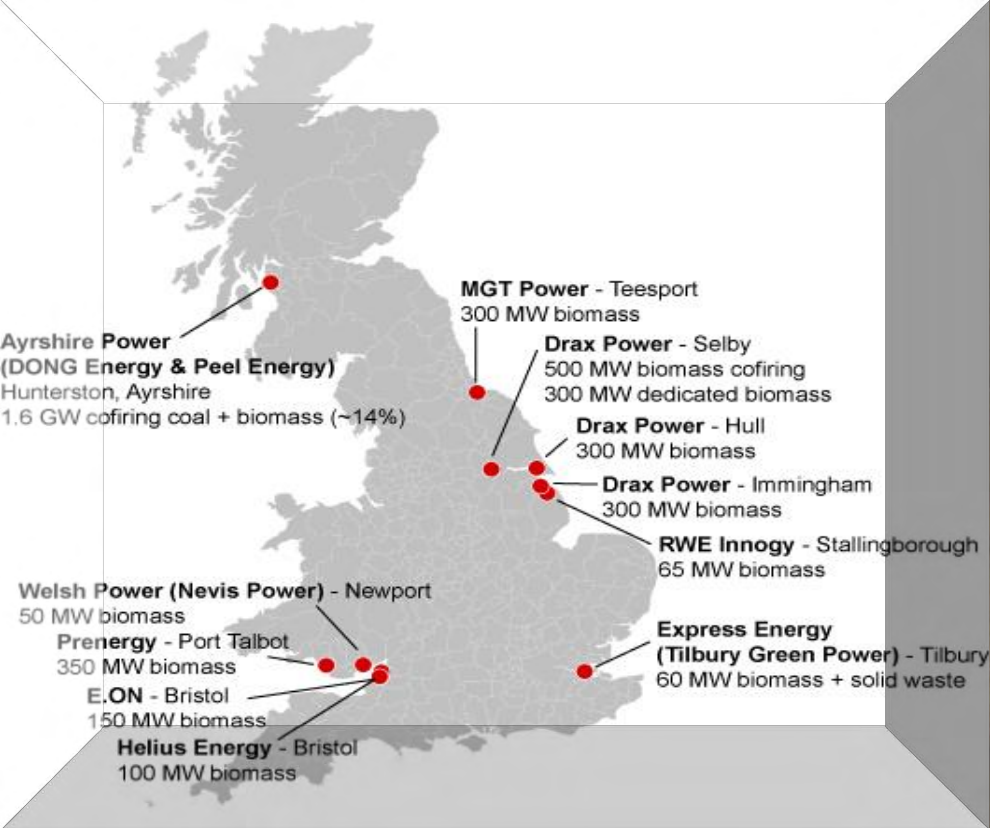 MGT Power - Teesport
300 MW biomass
Ayrshire Power
(DONG Energy & Peel Energy)
Hunterston, Ayrshire
1.6 GW cofiring coal + biomass (~14%)
Drax Power - Selby
500 MW biomass cofiring
300 MW dedicated biomass
Drax Power - Hull
300 MW biomass
Drax Power - Immingham
300 MW biomass
RWE Innogy - Stallingborough
65 MW biomass
Welsh Power (Nevis Power) - Newport
50 MW biomass
Prenergy - Port Talbot
350 MW biomass
E.ON - Bristol
150 MW biomass
Helius Energy - Bristol
100 MW biomass
Express Energy
(Tilbury Green Power) - Tilbury
60 MW biomass + solid waste